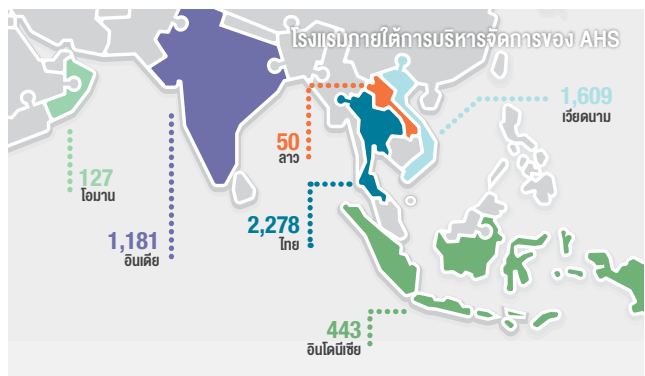 โรงแรมภายใต้การบริหารจัดการของ AHS
1,609
เวียดนาม
50
ลาว
127
โอมาน
2,278
ไทย
1,181
อินเดีย
443
อินโดนีเซีย